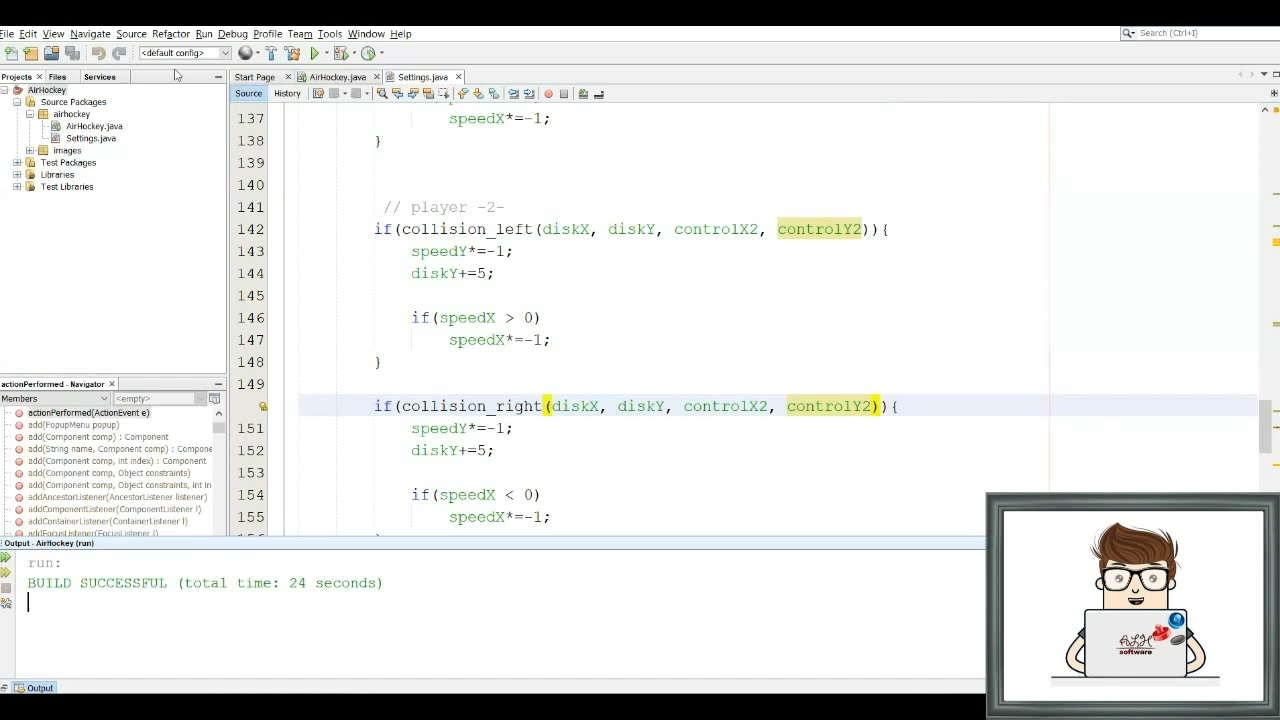 File Edit View Navigate Source Refactor Run Debug Profile Team Tools Window Help
Search (Ctrl+I)
<default config>
Projects Files Services
Start Page AirHockey.java Settings.java
Source History
AirHockey
Source Packages
airhockey
AirHockey.java
Settings.java
images
Test Packages
Libraries
Test Libraries
137 speedX*=-1;
138 }
139
140
141 // player -2-
142 if(collision_left(diskX, diskY, controlX2, controlY2)){
143 speedY*=-1;
144 diskY+=5;
145
146 if(speedX > 0)
147 speedX*=-1;
148 }
149
if(collision_right(diskX, diskY, controlX2, controlY2)){
151 speedY*=-1;
152 diskY+=5;
153
154 if(speedX < 0)
155 speedX*=-1;
actionPerformed - Navigator
Members <empty>
actionPerformed(ActionEvent e)
add(PopupMenu popup)
add(Component comp) : Component
add(String name, Component comp) : Compone
add(Component comp, int index) : Component
add(Component comp, Object constraints)
add(Component comp, Object constraints, int in
addAncestorListener(AncestorListener listener)
addComponentListener(ComponentListener l)
addContainerListener(ContainerListener l)
addFocusListener(FocusListener l)
Output - AirHockey (run)
run:
BUILD SUCCESSFUL (total time: 24 seconds)
Output
software